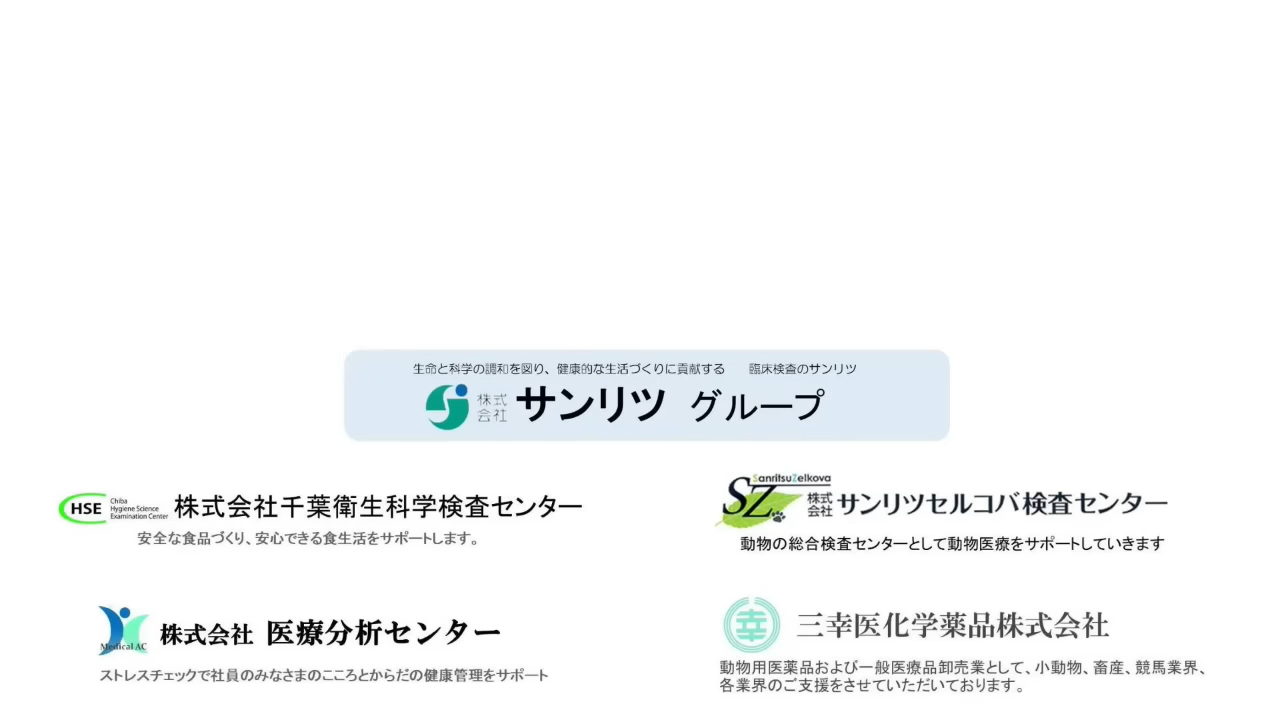 生命と科学の調和を図り、健康的な生活づくりに貢献する　臨床検査のサンリツ
株式会社 サンリツ グループ
HSE Chiba Hygiene Science Examination Center 株式会社千葉衛生科学検査センター
安全な食品づくり、安心できる食生活をサポートします。
SanritsuZelkova
SZ 株式会社 サンリツセルコバ検査センター
動物の総合検査センターとして動物医療をサポートしていきます
Medical AC 株式会社 医療分析センター
ストレスチェックで社員のみなさまのこころとからだの健康管理をサポート
幸 三幸医化学薬品株式会社
動物用医薬品および一般医療品卸売業として、小動物、畜産、競馬業界、
各業界のご支援をさせていただいております。